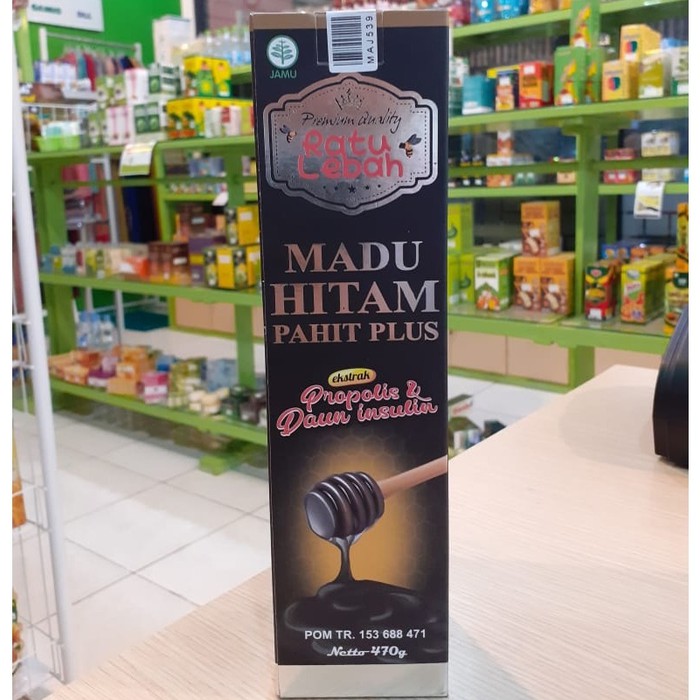 MAJ539
JAMU
Premium Quality
Ratu
Lebah
MADU
HITAM
PAHIT PLUS
ekstrak
Propolis &
Daun insulin
POM TR. 153 688 471
Netto 470g